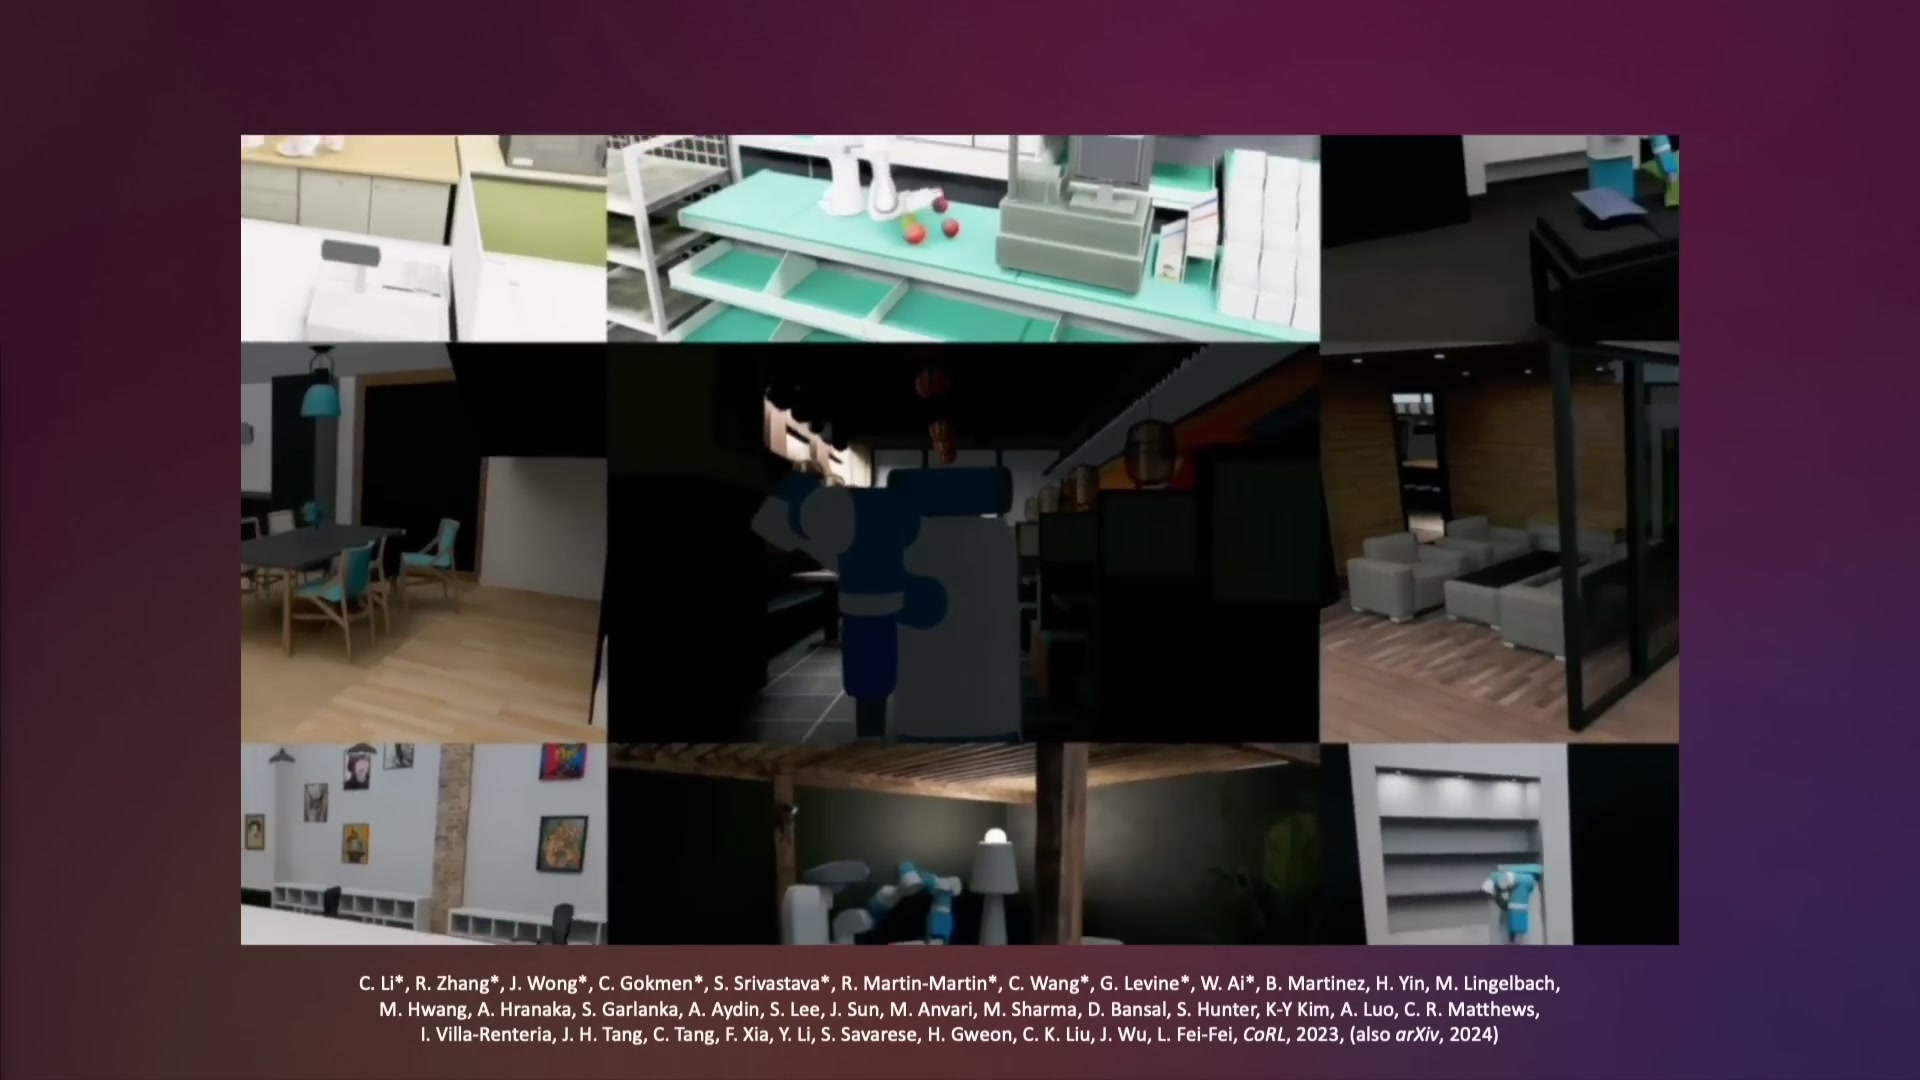 C. Li*, R. Zhang*, J. Wong*, C. Gokmen*, S. Srivastava*, R. Martin-Martin*, C. Wang*, G. Levine*, W. Ai*, B. Martinez, H. Yin, M. Lingelbach,
M. Hwang, A. Hranaka, S. Garlanka, A. Aydin, S. Lee, J. Sun, M. Anvari, M. Sharma, D. Bansal, S. Hunter, K-Y Kim, A. Luo, C. R. Matthews,
I. Villa-Renteria, J. H. Tang, C. Tang, F. Xia, Y. Li, S. Savarese, H. Gweon, C. K. Liu, J. Wu, L. Fei-Fei, CoRL, 2023, (also arXiv, 2024)